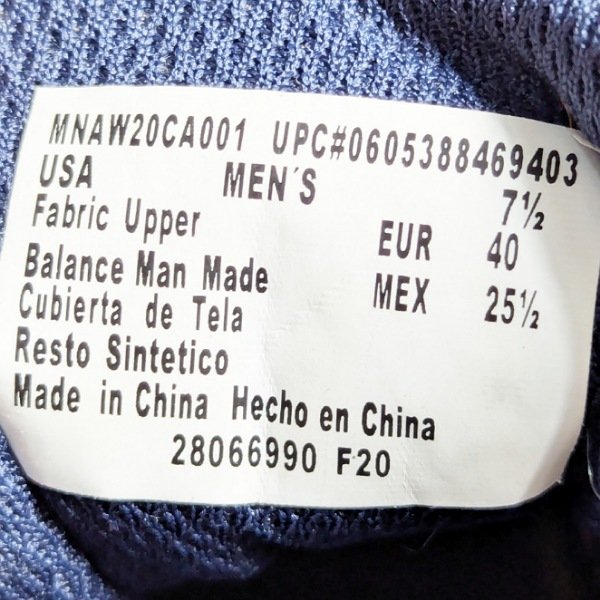 MNAW20CA001 UPC#0605388469403
USA MEN´S 7½
Fabric Upper EUR 40
Balance Man Made MEX 25½
Cubierta de Tela
Resto Sintetico
Made in China Hecho en China
28066990 F20